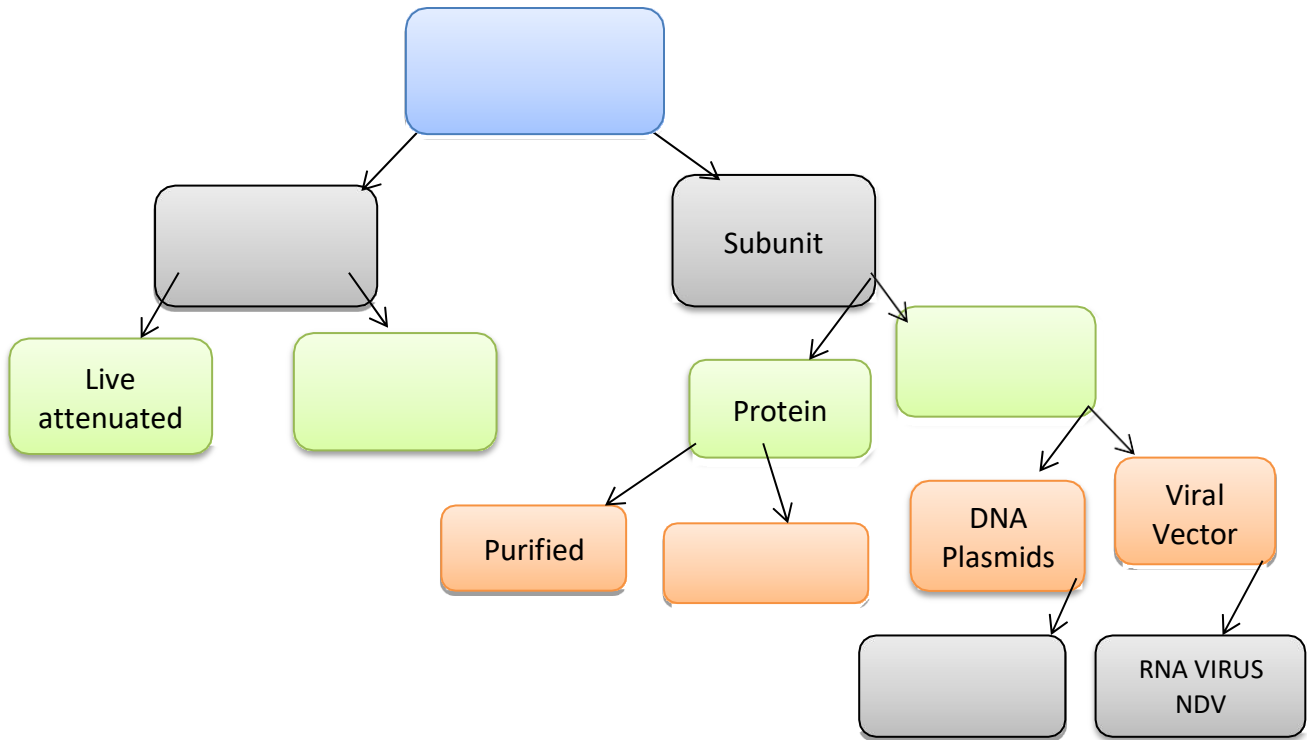 Subunit
Live
attenuated
Protein
Purified
DNA
Plasmids
Viral
Vector
RNA VIRUS
NDV